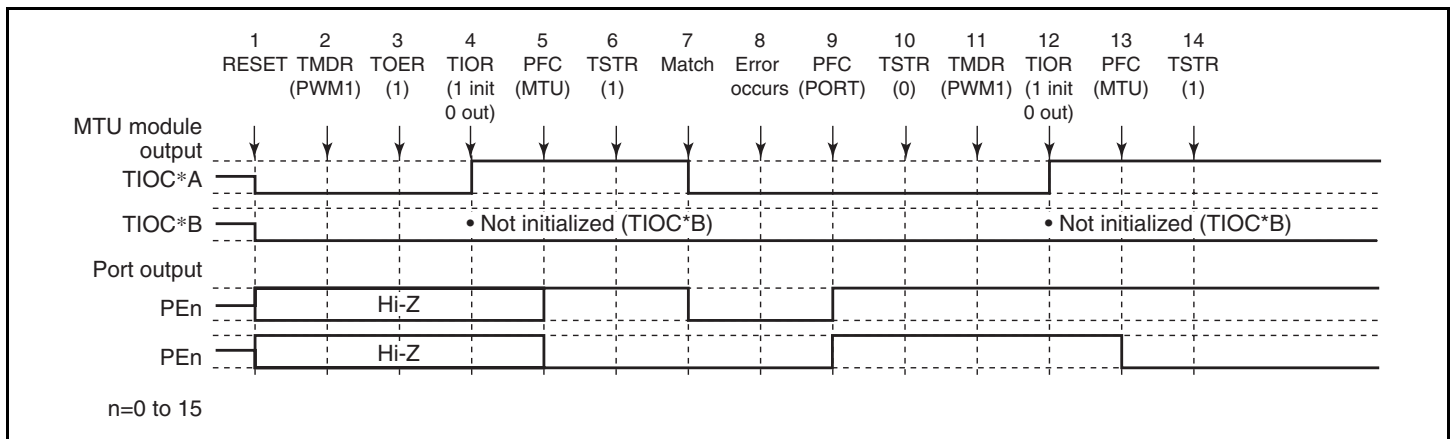 1 2 3 4 5 6 7 8 9 10 11 12 13 14
RESET TMDR TOER TIOR PFC TSTR Match Error PFC TSTR TMDR TIOR PFC TSTR
(PWM1) (1) (1 init (MTU) (1) occurs (PORT) (0) (PWM1) (1 init (MTU) (1)
0 out) 0 out)
MTU module
output
TIOC*A
TIOC*B • Not initialized (TIOC*B) • Not initialized (TIOC*B)
Port output
PEn Hi-Z
PEn Hi-Z
n=0 to 15